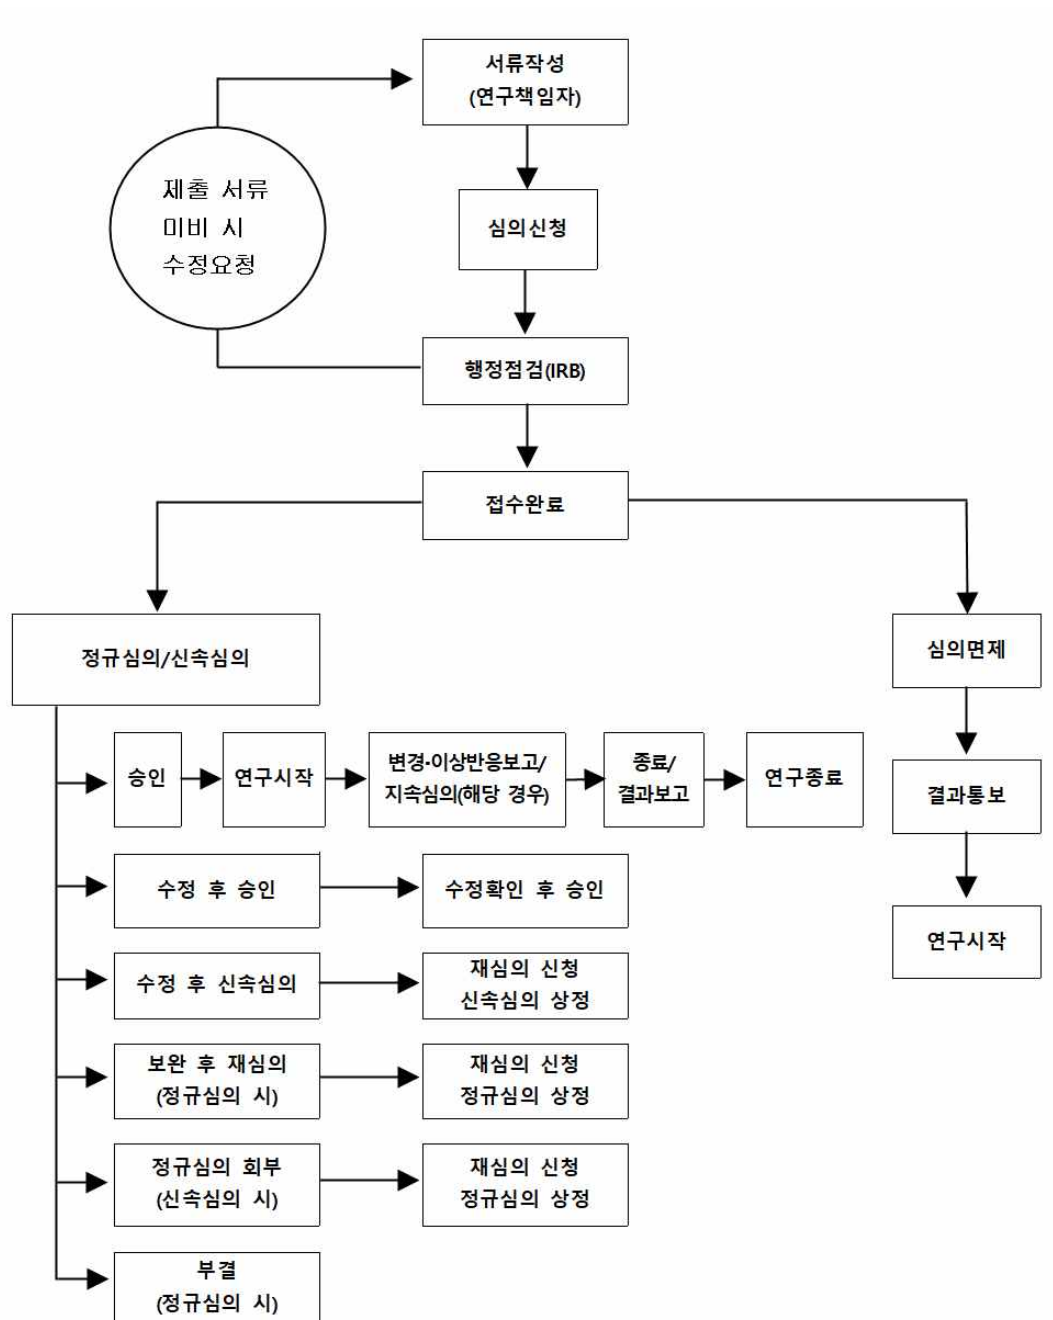 서류작성
(연구책임자)
제출 서류
미비 시
수정요청
심의신청
행정점검(IRB)
접수완료
정규심의/신속심의
심의면제
승인
연구시작
변경·이상반응보고/
지속심의(해당 경우)
종료/
결과보고
연구종료
결과통보
수정 후 승인
수정확인 후 승인
연구시작
수정 후 신속심의
재심의 신청
신속심의 상정
보완 후 재심의
(정규심의 시)
재심의 신청
정규심의 상정
정규심의 회부
(신속심의 시)
재심의 신청
정규심의 상정
부결
(정규심의 시)